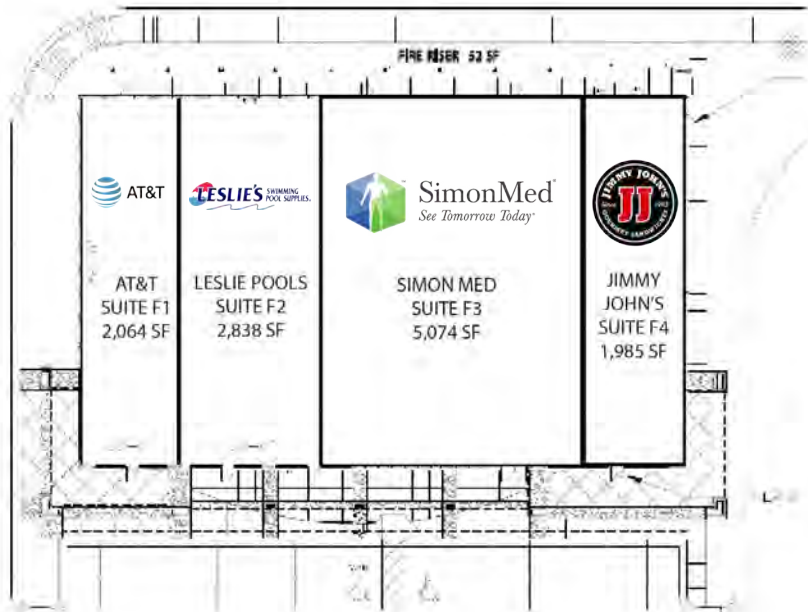 FIRE RISER 52 SF
AT&T
LESLIE'S SWIMMING
POOL SUPPLIES.
SimonMed
See Tomorrow Today
JIMMY JOHN'S
JJ
GOURMET SANDWICHES
AT&T
SUITE F1
2,064 SF
LESLIE POOLS
SUITE F2
2,838 SF
SIMON MED
SUITE F3
5,074 SF
JIMMY
JOHN'S
SUITE F4
1,985 SF